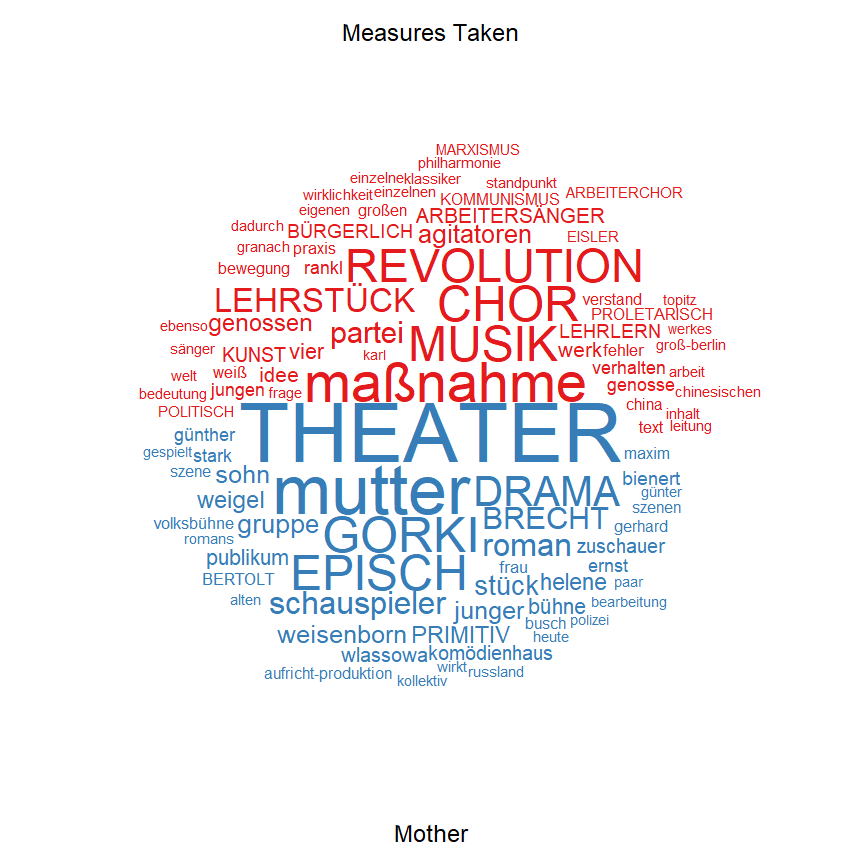 Measures Taken
MARXISMUS
philharmonie
einzelne klassiker standpunkt
wirklichkeit einzelnen KOMMUNISMUS ARBEITERCHOR
eigenen großen ARBEITERSÄNGER
dadurch BÜRGERLICH agitatoren EISLER
granach praxis
bewegung rankl REVOLUTION
LEHRSTÜCK CHOR verstand topitz
PROLETARISCH
ebenso genossen partei MUSIK LEHRLERN werkes
sänger KUNST vier karl werk fehler groß-berlin
welt weiß idee maßnahme verhalten arbeit
bedeutung jungen frage genosse chinesischen
POLITISCH china inhalt
text leitung
THEATER
günther
gespielt stark maxim
szene sohn mutter DRAMA bienert
günter
weigel szenen
volksbühne gruppe GORKI BRECHT gerhard
romans roman zuschauer
publikum EPISCH frau ernst
BERTOLT stück helene paar
alten schauspieler junger bühne bearbeitung
busch polizei
weisenborn PRIMITIV heute
wlassowa komödienhaus
aufricht-produktion wirkt russland
kollektiv
Mother